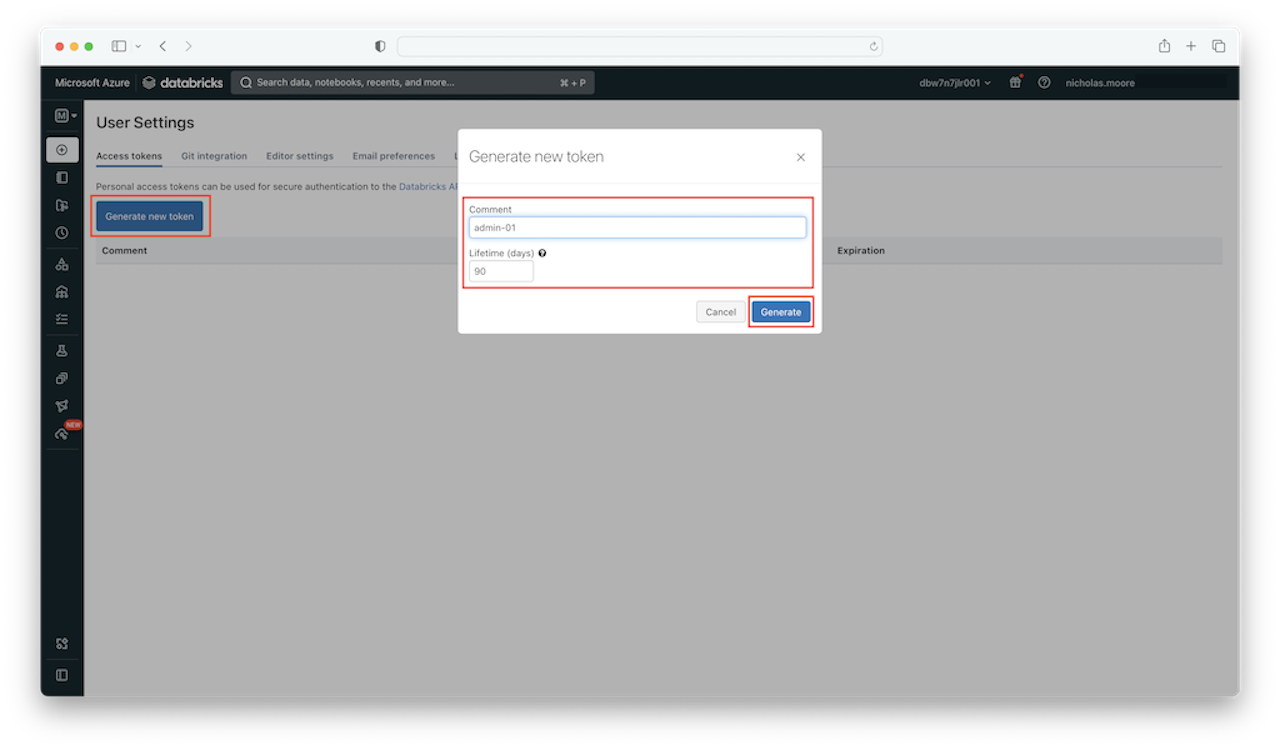 Microsoft Azure databricks Search data, notebooks, recents, and more... ⌘ + P dbw7n7jlr001 nicholas.moore
M
User Settings
Access tokens Git integration Editor settings Email preferences
Personal access tokens can be used for secure authentication to the Databricks
Generate new token
Comment Expiration
NEW
Generate new token
Comment
admin-01
Lifetime (days) ?
90
Cancel Generate